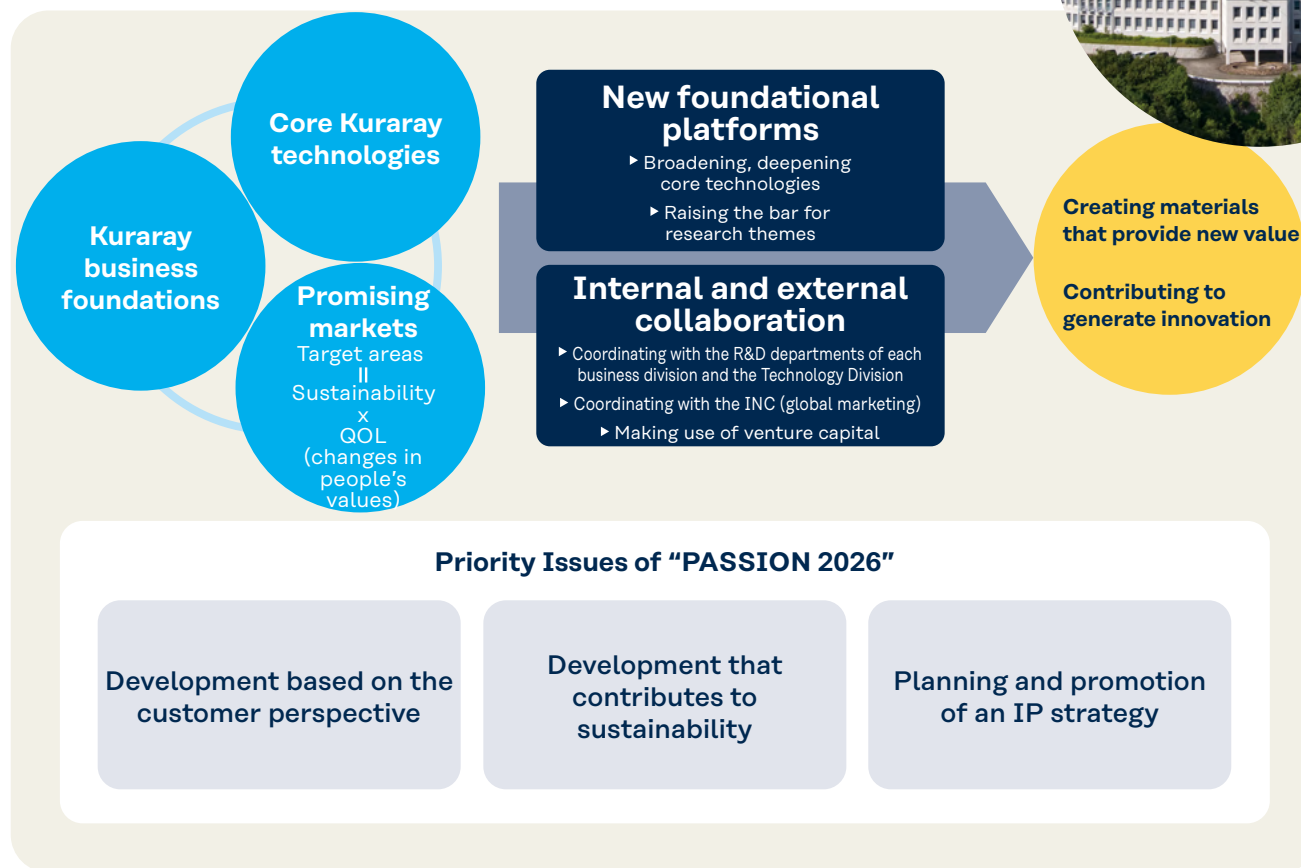 Core Kuraray
technologies
Kuraray
business
foundations
Promising
markets
Target areas
=
Sustainability
x
QOL
(changes in
people's
values)
New foundational
platforms
▶ Broadening, deepening
core technologies
▶ Raising the bar for
research themes
Internal and external
collaboration
▶ Coordinating with the R&D departments of each
business division and the Technology Division
▶ Coordinating with the INC (global marketing)
▶ Making use of venture capital
Creating materials
that provide new value
Contributing to
generate innovation
Priority Issues of “PASSION 2026”
Development based on the
customer perspective
Development that
contributes to
sustainability
Planning and promotion
of an IP strategy